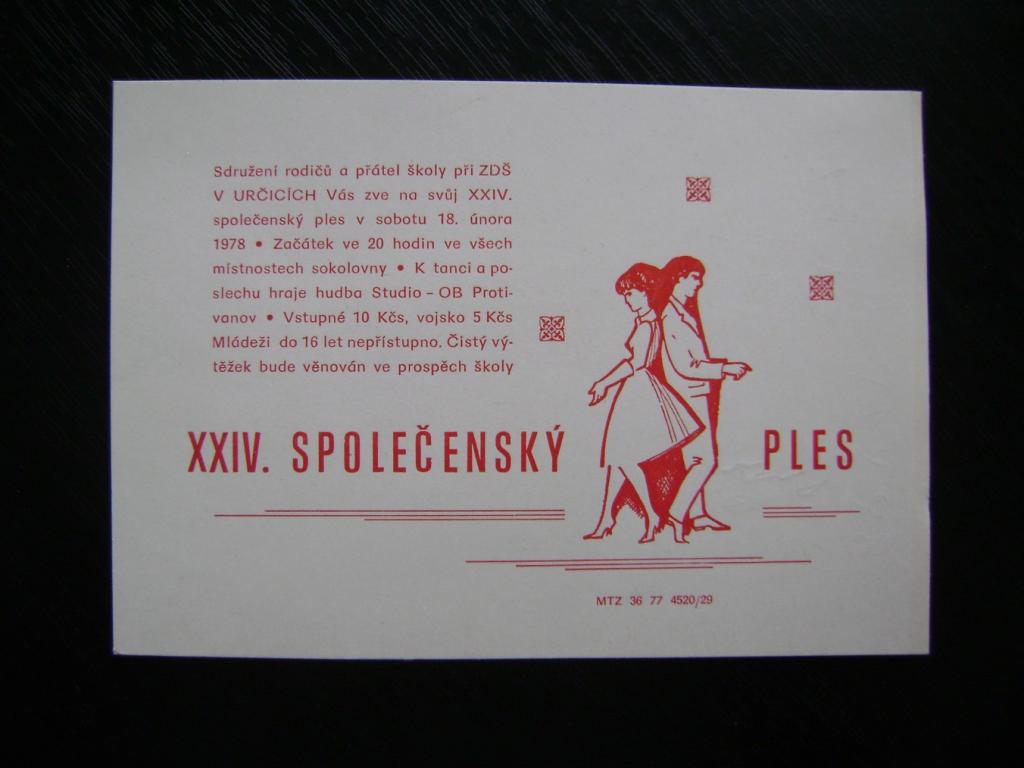 Sdružení rodičů a přátel školy při ZDŠ
V URČICÍCH Vás zve na svůj XXIV.
společenský ples v sobotu 18. února
1978 • Začátek ve 20 hodin ve všech
místnostech sokolovny • K tanci a po-
slechu hraje hudba Studio – OB Proti-
vanov • Vstupné 10 Kčs, vojsko 5 Kčs
Mládeži do 16 let nepřístupno. Čistý vý-
těžek bude věnován ve prospěch školy
XXIV. SPOLEČENSKÝ PLES
MTZ 36 77 4520/29